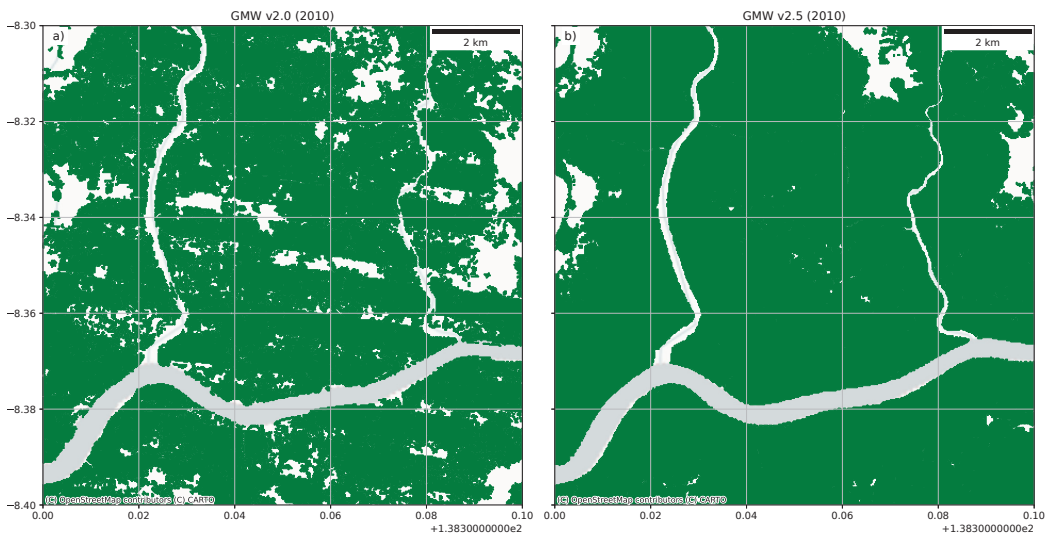 GMW v2.0 (2010)
GMW v2.5 (2010)
a)
2 km
b)
2 km
−8.30
−8.32
−8.34
−8.36
−8.38
−8.40
(C) OpenStreetMap contributors (C) CARTO
(C) OpenStreetMap contributors (C) CARTO
0.00 0.02 0.04 0.06 0.08 0.10
0.00 0.02 0.04 0.06 0.08 0.10
+1.3830000000e2
+1.3830000000e2